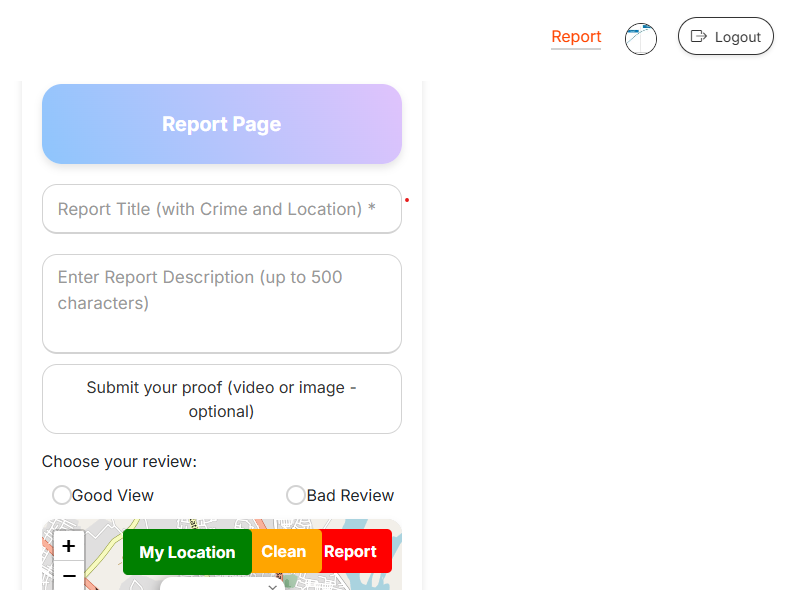 Report
Logout
Report Page
Report Title (with Crime and Location) *
Enter Report Description (up to 500
characters)
Submit your proof (video or image -
optional)
Choose your review:
Good View
Bad Review
+
My Location
Clean
Report
−